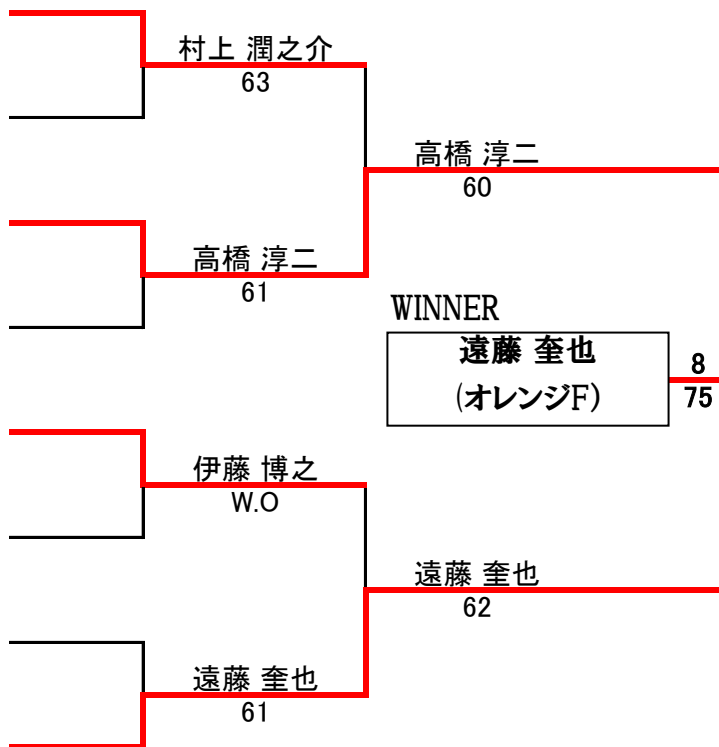 村上 潤之介
63
高橋 淳二
60
高橋 淳二
61
WINNER
遠藤 奎也
(オレンジF)
8
75
伊藤 博之
W.O
遠藤 奎也
62
遠藤 奎也
61